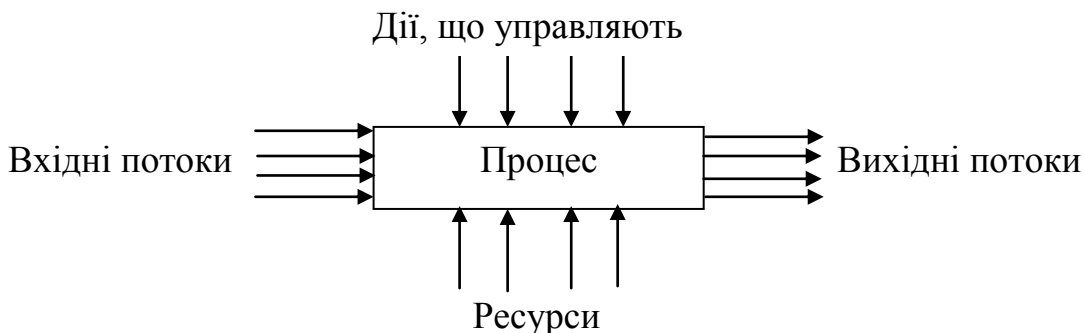 Дії, що управляють
Вхідні потоки
Процес
Вихідні потоки
Ресурси